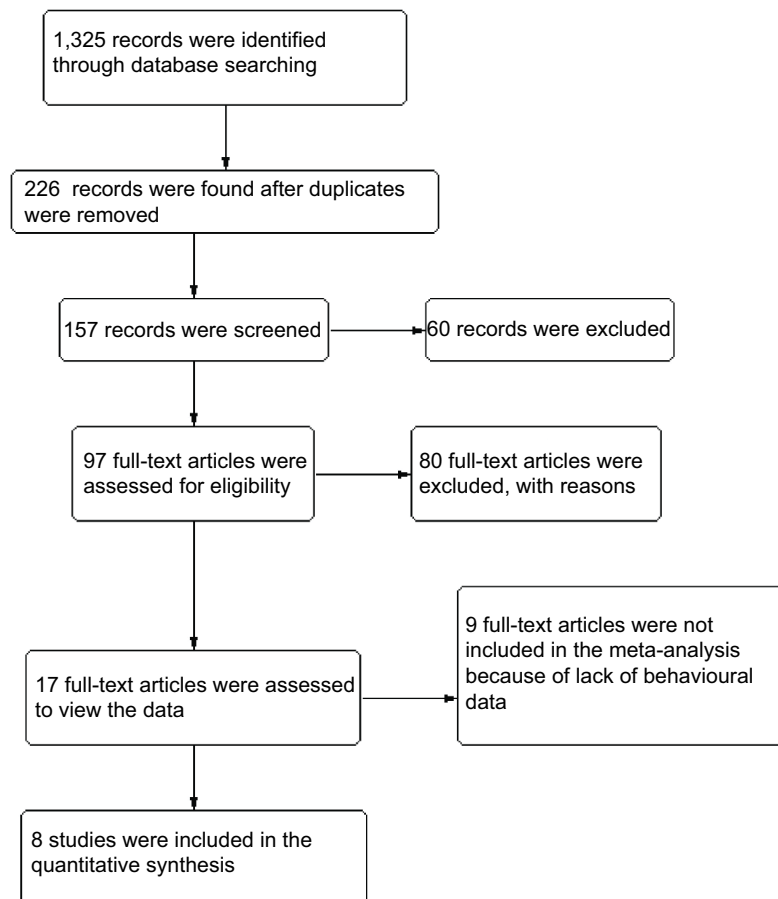 1,325 records were identified
through database searching
226 records were found after duplicates
were removed
157 records were screened
60 records were excluded
97 full-text articles were
assessed for eligibility
80 full-text articles were
excluded, with reasons
9 full-text articles were not
included in the meta-analysis
because of lack of behavioural
data
17 full-text articles were assessed
to view the data
8 studies were included in the
quantitative synthesis